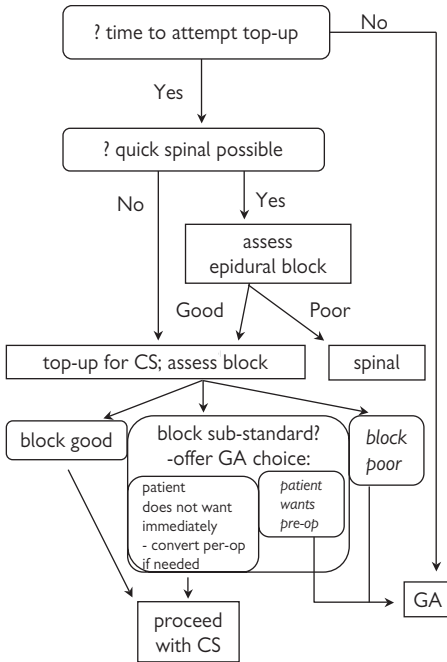 ? time to attempt top-up
No
Yes
? quick spinal possible
No
Yes
assess
epidural block
Good
Poor
top-up for CS; assess block
spinal
block good
block sub-standard?
-offer GA choice:
block
poor
patient
does not want
immediately
- convert per-op
if needed
patient
wants
pre-op
GA
proceed
with CS